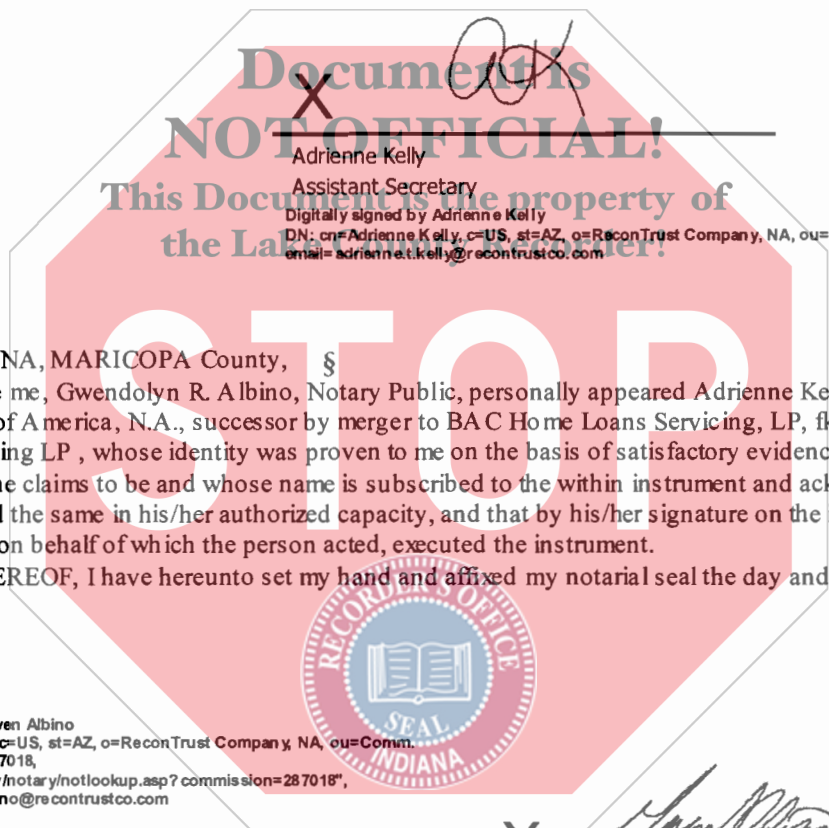 Document is
NOT OFFICIAL!
This Document is the property of
the Lake County Recorder!
STOP
X
Adrienne Kelly
Assistant Secretary
Digitally signed by Adrienne Kelly
DN: cn=Adrienne Kelly, c=US, st=AZ, o=ReconTrust Company, NA, ou=
email=adrienne.t.kelly@recontrustco.com
NA, MARICOPA County, §
e me, Gwendolyn R. Albino, Notary Public, personally appeared Adrienne Ke
of America, N.A., successor by merger to BAC Home Loans Servicing, LP, f
ing LP , whose identity was proven to me on the basis of satisfactory evidenc
e claims to be and whose name is subscribed to the within instrument and ack
l the same in his/her authorized capacity, and that by his/her signature on the
on behalf of which the person acted, executed the instrument.
EREOF, I have hereunto set my hand and affixed my notarial seal the day and
RECORDER'S OFFICE
SEAL
INDIANA
ven Albino
c=US, st=AZ, o=ReconTrust Company, NA, ou=Comm.
7018,
/notary/notlookup.asp?commission=287018",
no@recontrustco.com